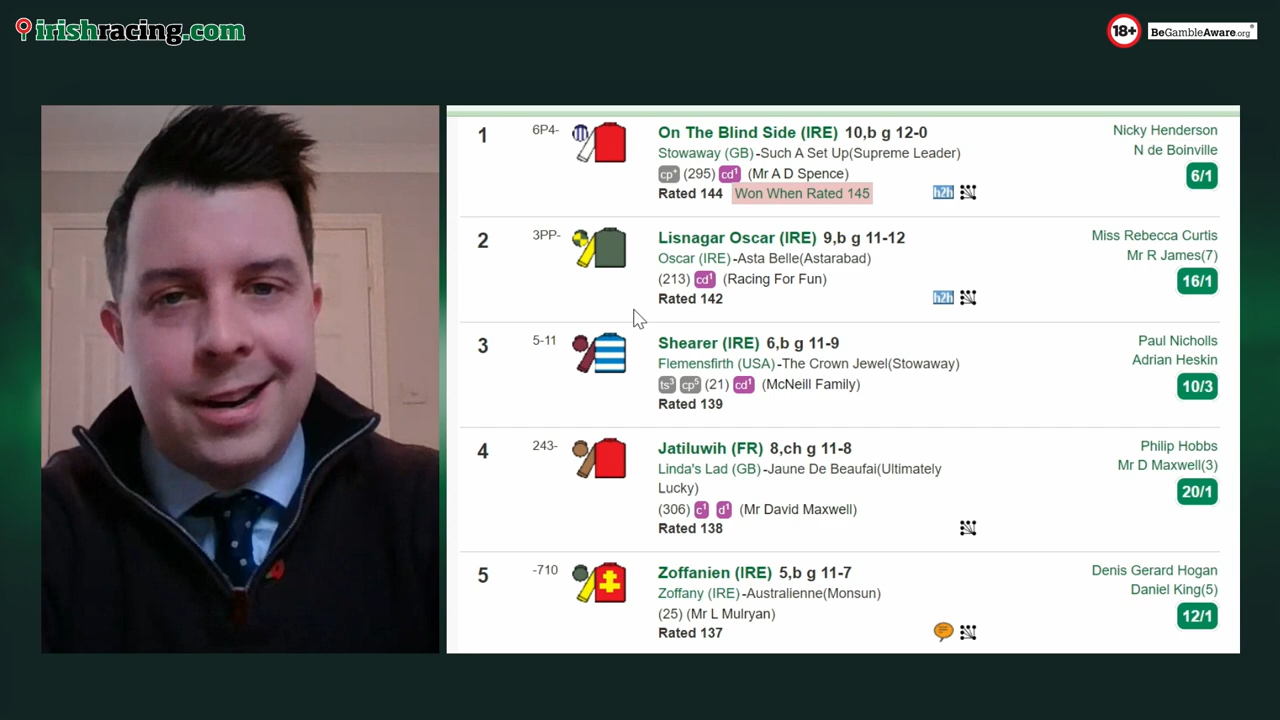 irishracing.com
18+ BeGambleAware.org®
1 6P4- On The Blind Side (IRE) 10,b g 12-0 Nicky Henderson
Stowaway (GB)-Such A Set Up(Supreme Leader) N de Boinville
cp* (295) cd1 (Mr A D Spence) 6/1
Rated 144 Won When Rated 145 h2h
2 3PP- Lisnagar Oscar (IRE) 9,b g 11-12 Miss Rebecca Curtis
Oscar (IRE)-Asta Belle(Astarabad) Mr R James(7)
(213) cd1 (Racing For Fun) 16/1
Rated 142 h2h
3 5-11 Shearer (IRE) 6,b g 11-9 Paul Nicholls
Flemensfirth (USA)-The Crown Jewel(Stowaway) Adrian Heskin
ts3 cp5 (21) cd1 (McNeill Family) 10/3
Rated 139
4 243- Jatiluwih (FR) 8,ch g 11-8 Philip Hobbs
Linda's Lad (GB)-Jaune De Beaufai(Ultimately Mr D Maxwell(3)
Lucky) 20/1
(306) c1 d1 (Mr David Maxwell)
Rated 138
5 -710 Zoffanien (IRE) 5,b g 11-7 Denis Gerard Hogan
Zoffany (IRE)-Australienne(Monsun) Daniel King(5)
(25) (Mr L Mulryan) 12/1
Rated 137